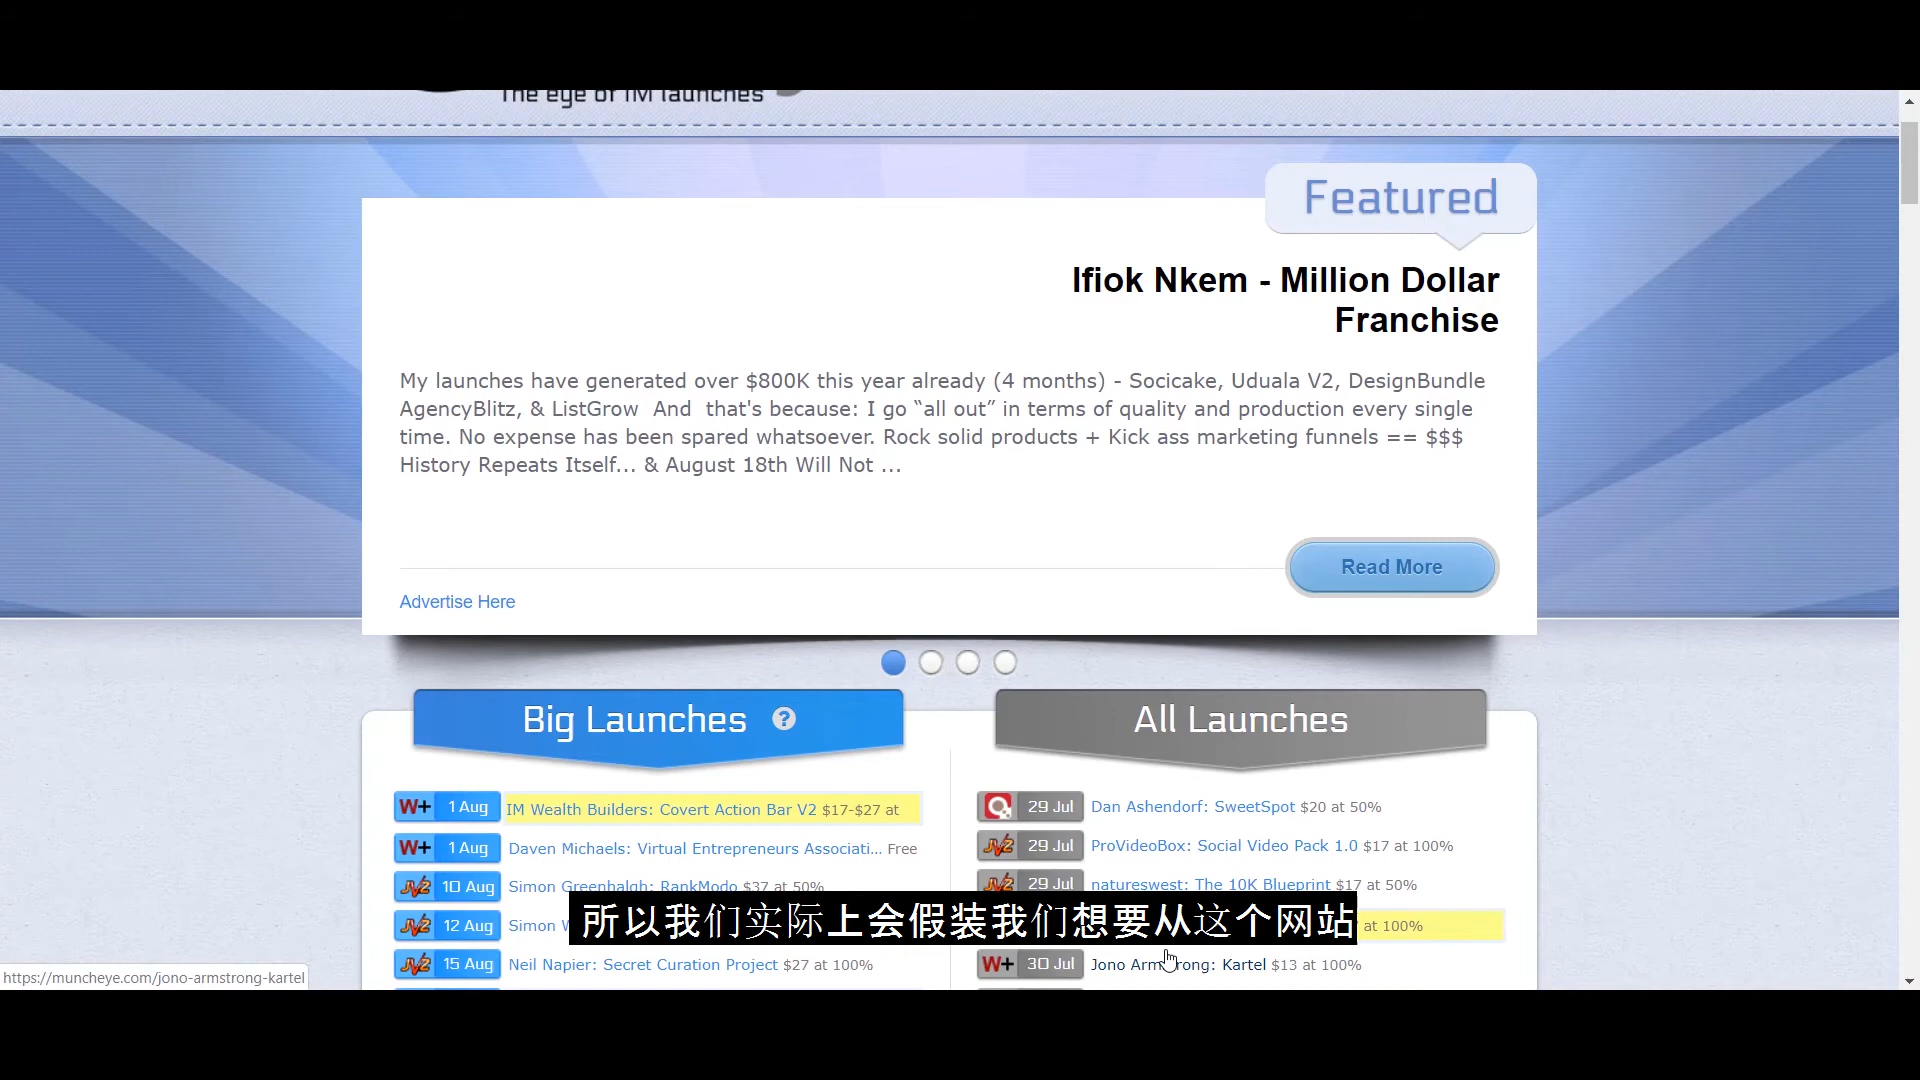 The eye of IM launches
Featured
Ifiok Nkem - Million Dollar
Franchise
My launches have generated over $800K this year already (4 months) - Socicake, Uduala V2, DesignBundle
AgencyBlitz, & ListGrow And that's because: I go “all out” in terms of quality and production every single
time. No expense has been spared whatsoever. Rock solid products + Kick ass marketing funnels == $$$
History Repeats Itself... & August 18th Will Not ...
Read More
Advertise Here
Big Launches ?
W+ 1 Aug IM Wealth Builders: Covert Action Bar V2 $17-$27 at
W+ 1 Aug Daven Michaels: Virtual Entrepreneurs Associati... Free
JVZ 10 Aug Simon Greenhalgh: RankModo $37 at 50%
JVZ 12 Aug Simon
JVZ 15 Aug Neil Napier: Secret Curation Project $27 at 100%
All Launches
29 Jul Dan Ashendorf: SweetSpot $20 at 50%
JVZ 29 Jul ProVideoBox: Social Video Pack 1.0 $17 at 100%
JVZ 29 Jul natureswest: The 10K Blueprint $17 at 50%
at 100%
W+ 30 Jul Jono Armstrong: Kartel $13 at 100%
所以我们实际上会假装我们想要从这个网站
https://muncheye.com/jono-armstrong-kartel